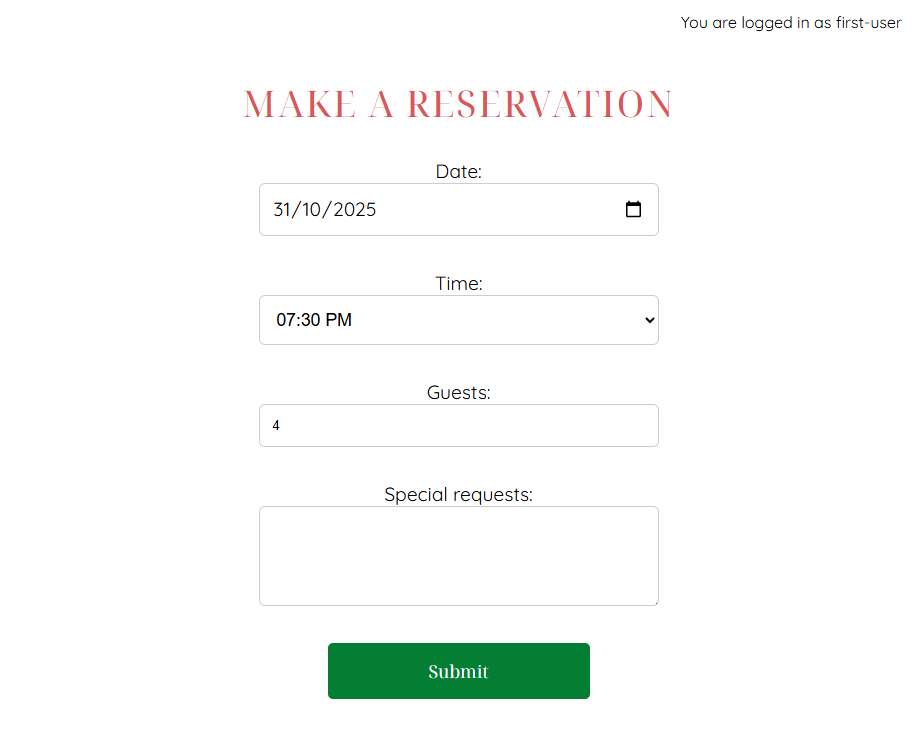 You are logged in as first-user
MAKE A RESERVATION
Date:
31/10/2025
Time:
07:30 PM
Guests:
4
Special requests:
Submit